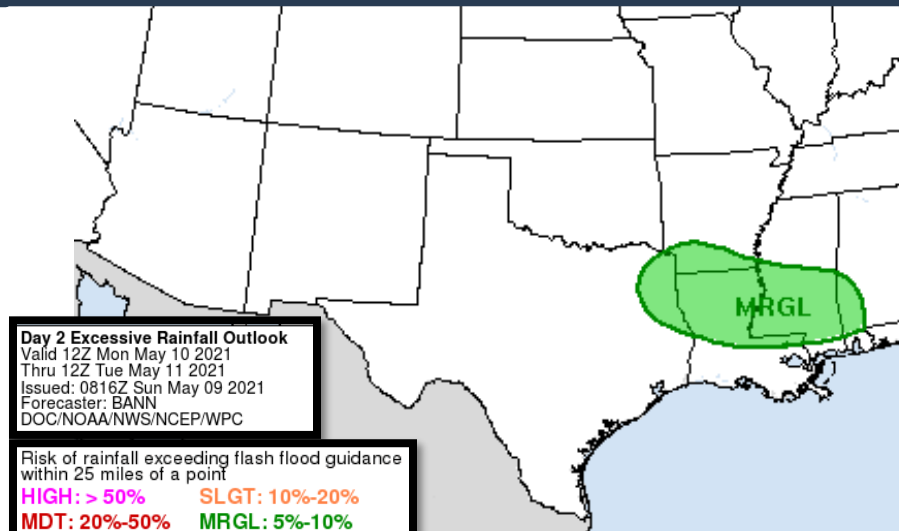 MRGL
Day 2 Excessive Rainfall Outlook
Valid 12Z Mon May 10 2021
Thru 12Z Tue May 11 2021
Issued: 0816Z Sun May 09 2021
Forecaster: BANN
DOC/NOAA/NWS/NCEP/WPC
Risk of rainfall exceeding flash flood guidance
within 25 miles of a point
HIGH: > 50% SLGT: 10%-20%
MDT: 20%-50% MRGL: 5%-10%